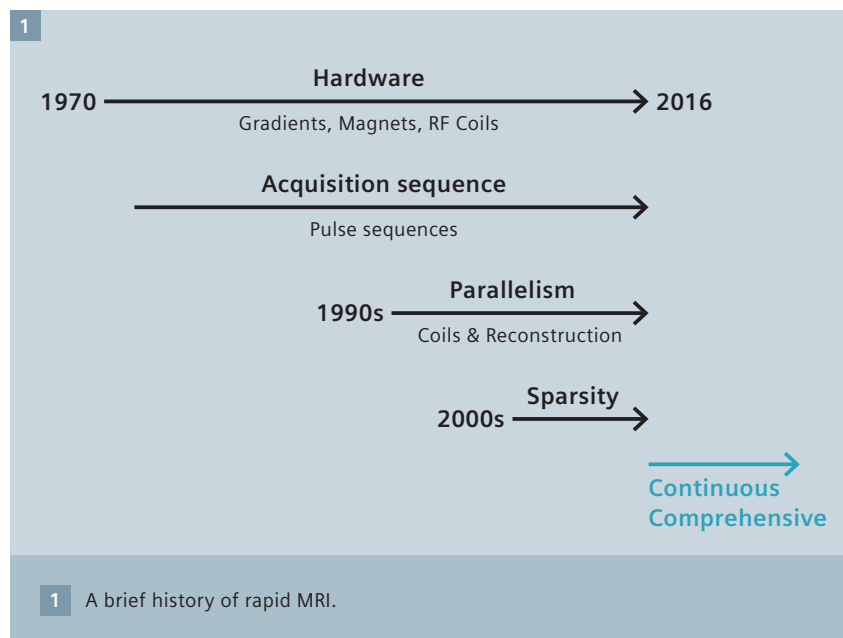 1
Hardware
1970 2016
Gradients, Magnets, RF Coils
Acquisition sequence
Pulse sequences
Parallelism
1990s
Coils & Reconstruction
Sparsity
2000s
Continuous
Comprehensive
1 A brief history of rapid MRI.